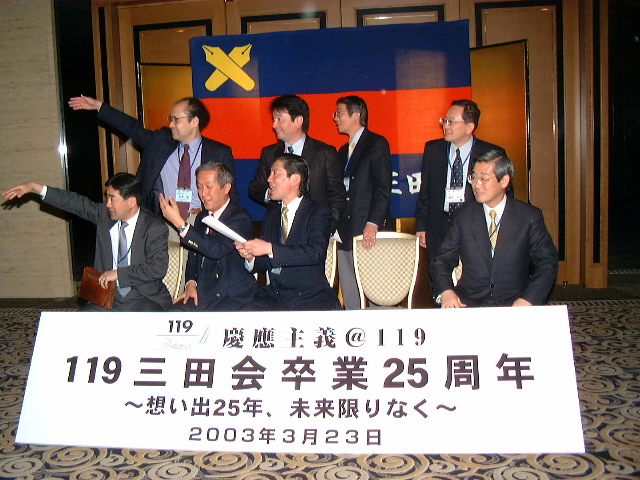 三田
119
慶應主義@119
119三田会卒業25周年
～想い出25年、未来限りなく～
2003年3月23日